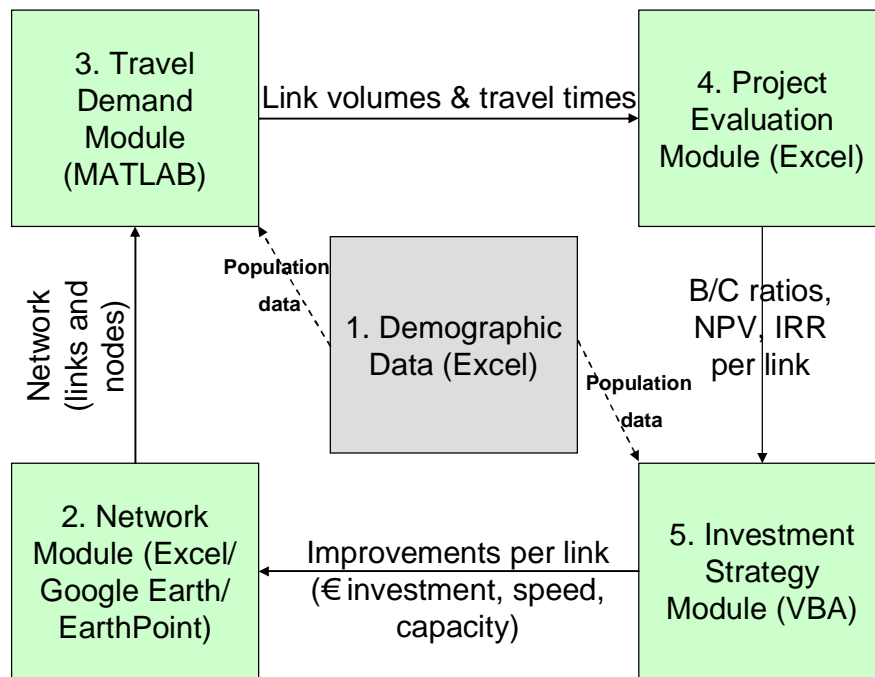 3. Travel
Demand
Module
(MATLAB)
Link volumes & travel times
4. Project
Evaluation
Module (Excel)
Population
data
1. Demographic
Data (Excel)
B/C ratios,
NPV, IRR
per link
Population
data
Network
(links and
nodes)
2. Network
Module (Excel/
Google Earth/
EarthPoint)
Improvements per link
(€ investment, speed,
capacity)
5. Investment
Strategy
Module (VBA)